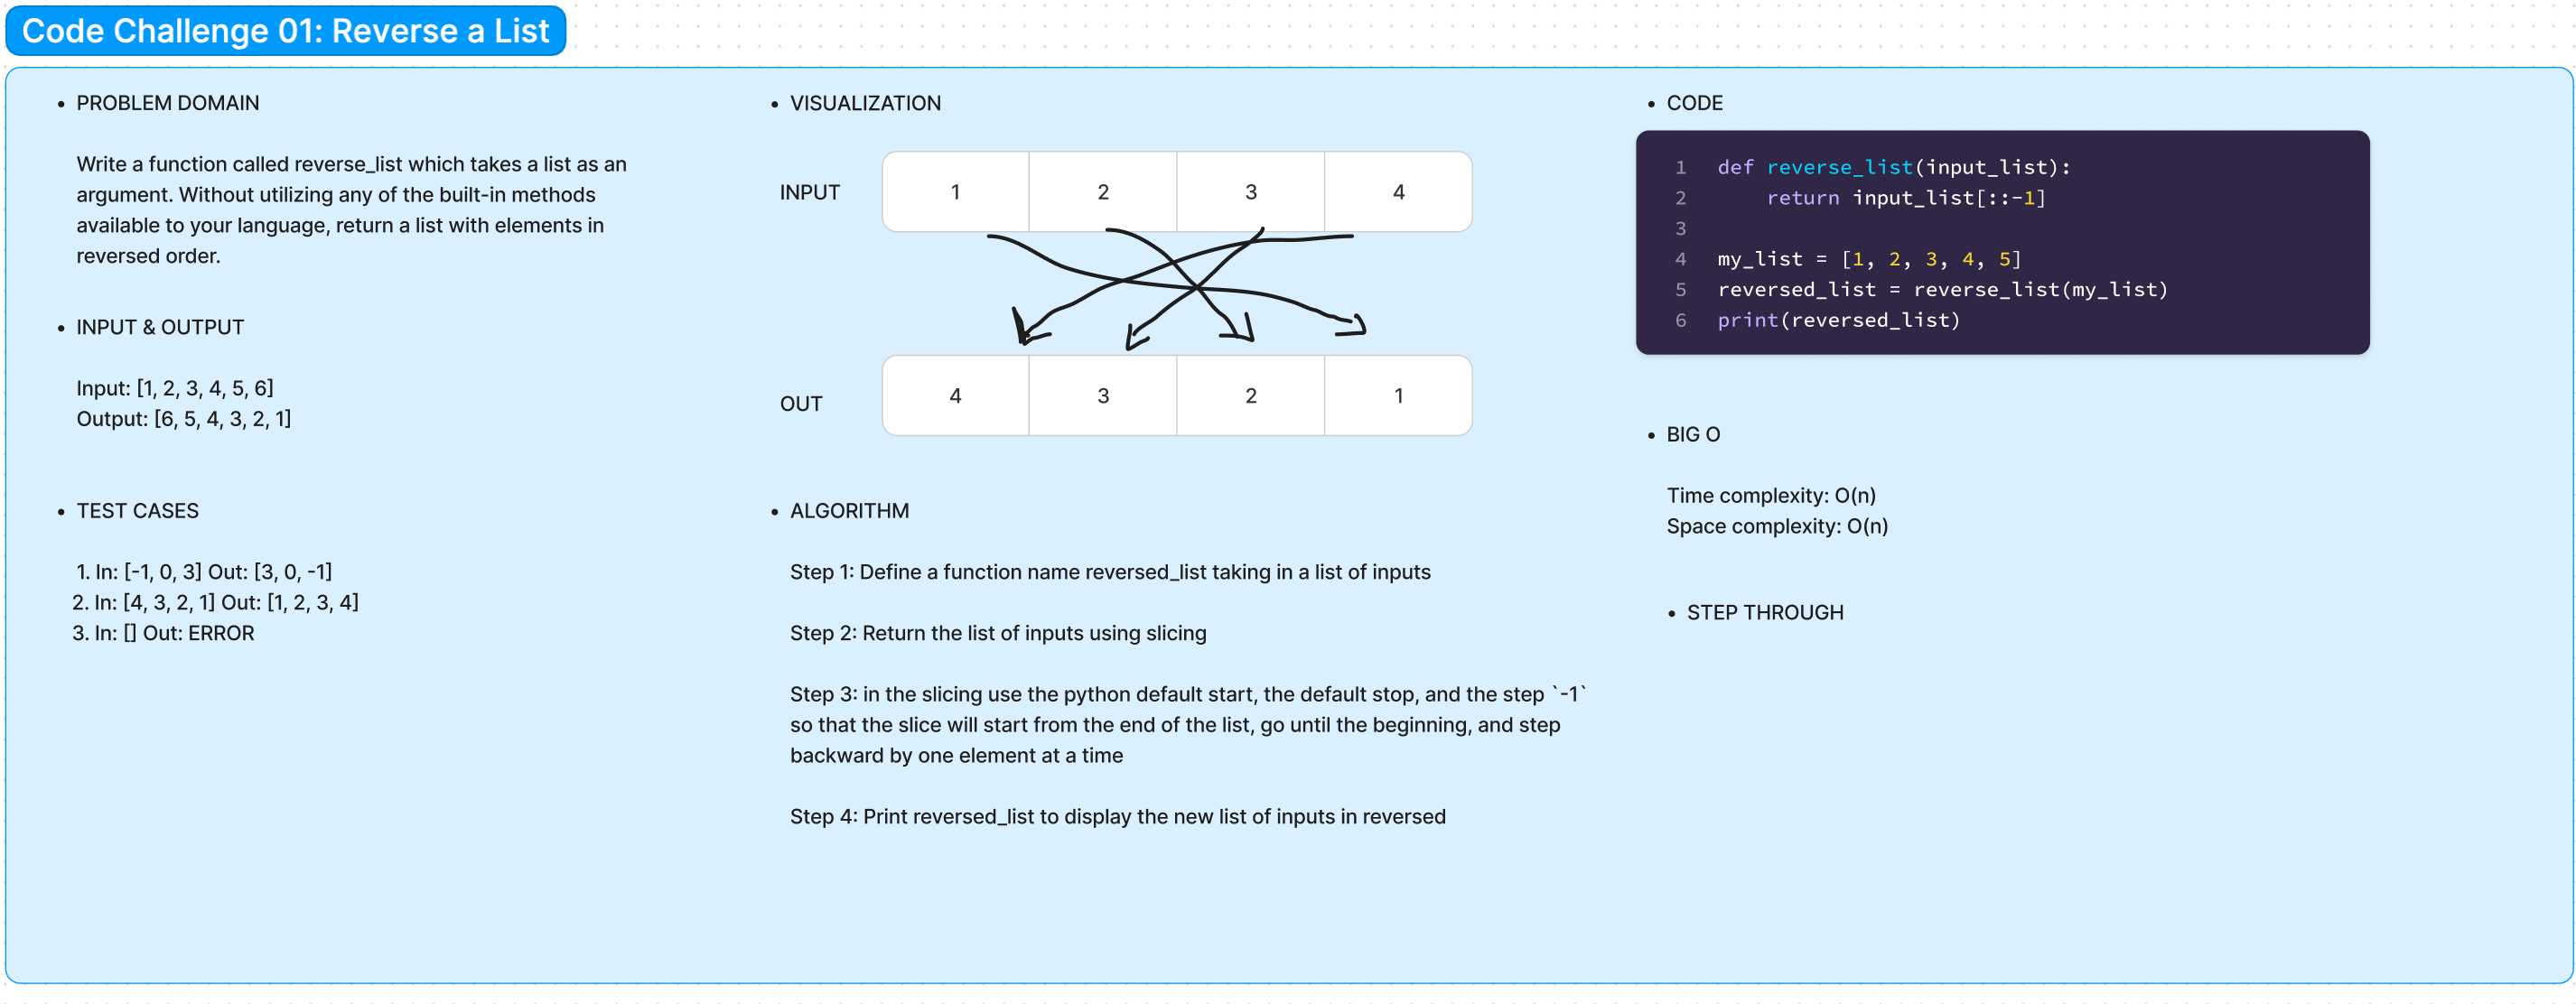 Code Challenge 01: Reverse a List
• PROBLEM DOMAIN
Write a function called reverse_list which takes a list as an
argument. Without utilizing any of the built-in methods
available to your language, return a list with elements in
reversed order.
• INPUT & OUTPUT
Input: [1, 2, 3, 4, 5, 6]
Output: [6, 5, 4, 3, 2, 1]
• TEST CASES
1. In: [-1, 0, 3] Out: [3, 0, -1]
2. In: [4, 3, 2, 1] Out: [1, 2, 3, 4]
3. In: [] Out: ERROR
• VISUALIZATION
INPUT 1 2 3 4
OUT 4 3 2 1
• ALGORITHM
Step 1: Define a function name reversed_list taking in a list of inputs
Step 2: Return the list of inputs using slicing
Step 3: in the slicing use the python default start, the default stop, and the step `-1`
so that the slice will start from the end of the list, go until the beginning, and step
backward by one element at a time
Step 4: Print reversed_list to display the new list of inputs in reversed
• CODE
1 def reverse_list(input_list):
2     return input_list[::-1]
3
4 my_list = [1, 2, 3, 4, 5]
5 reversed_list = reverse_list(my_list)
6 print(reversed_list)
• BIG O
Time complexity: O(n)
Space complexity: O(n)
• STEP THROUGH